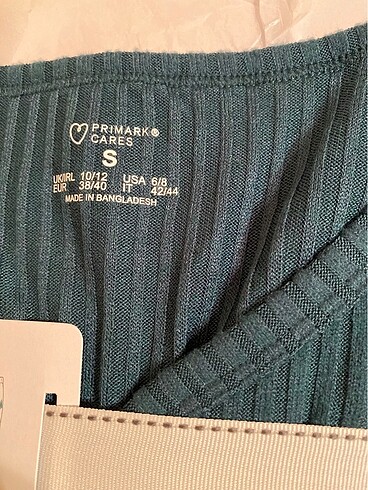 PRIMARK®
CARES
S
UK/IRL 10/12 USA 6/8
EUR 38/40 IT 42/44
MADE IN BANGLADESH